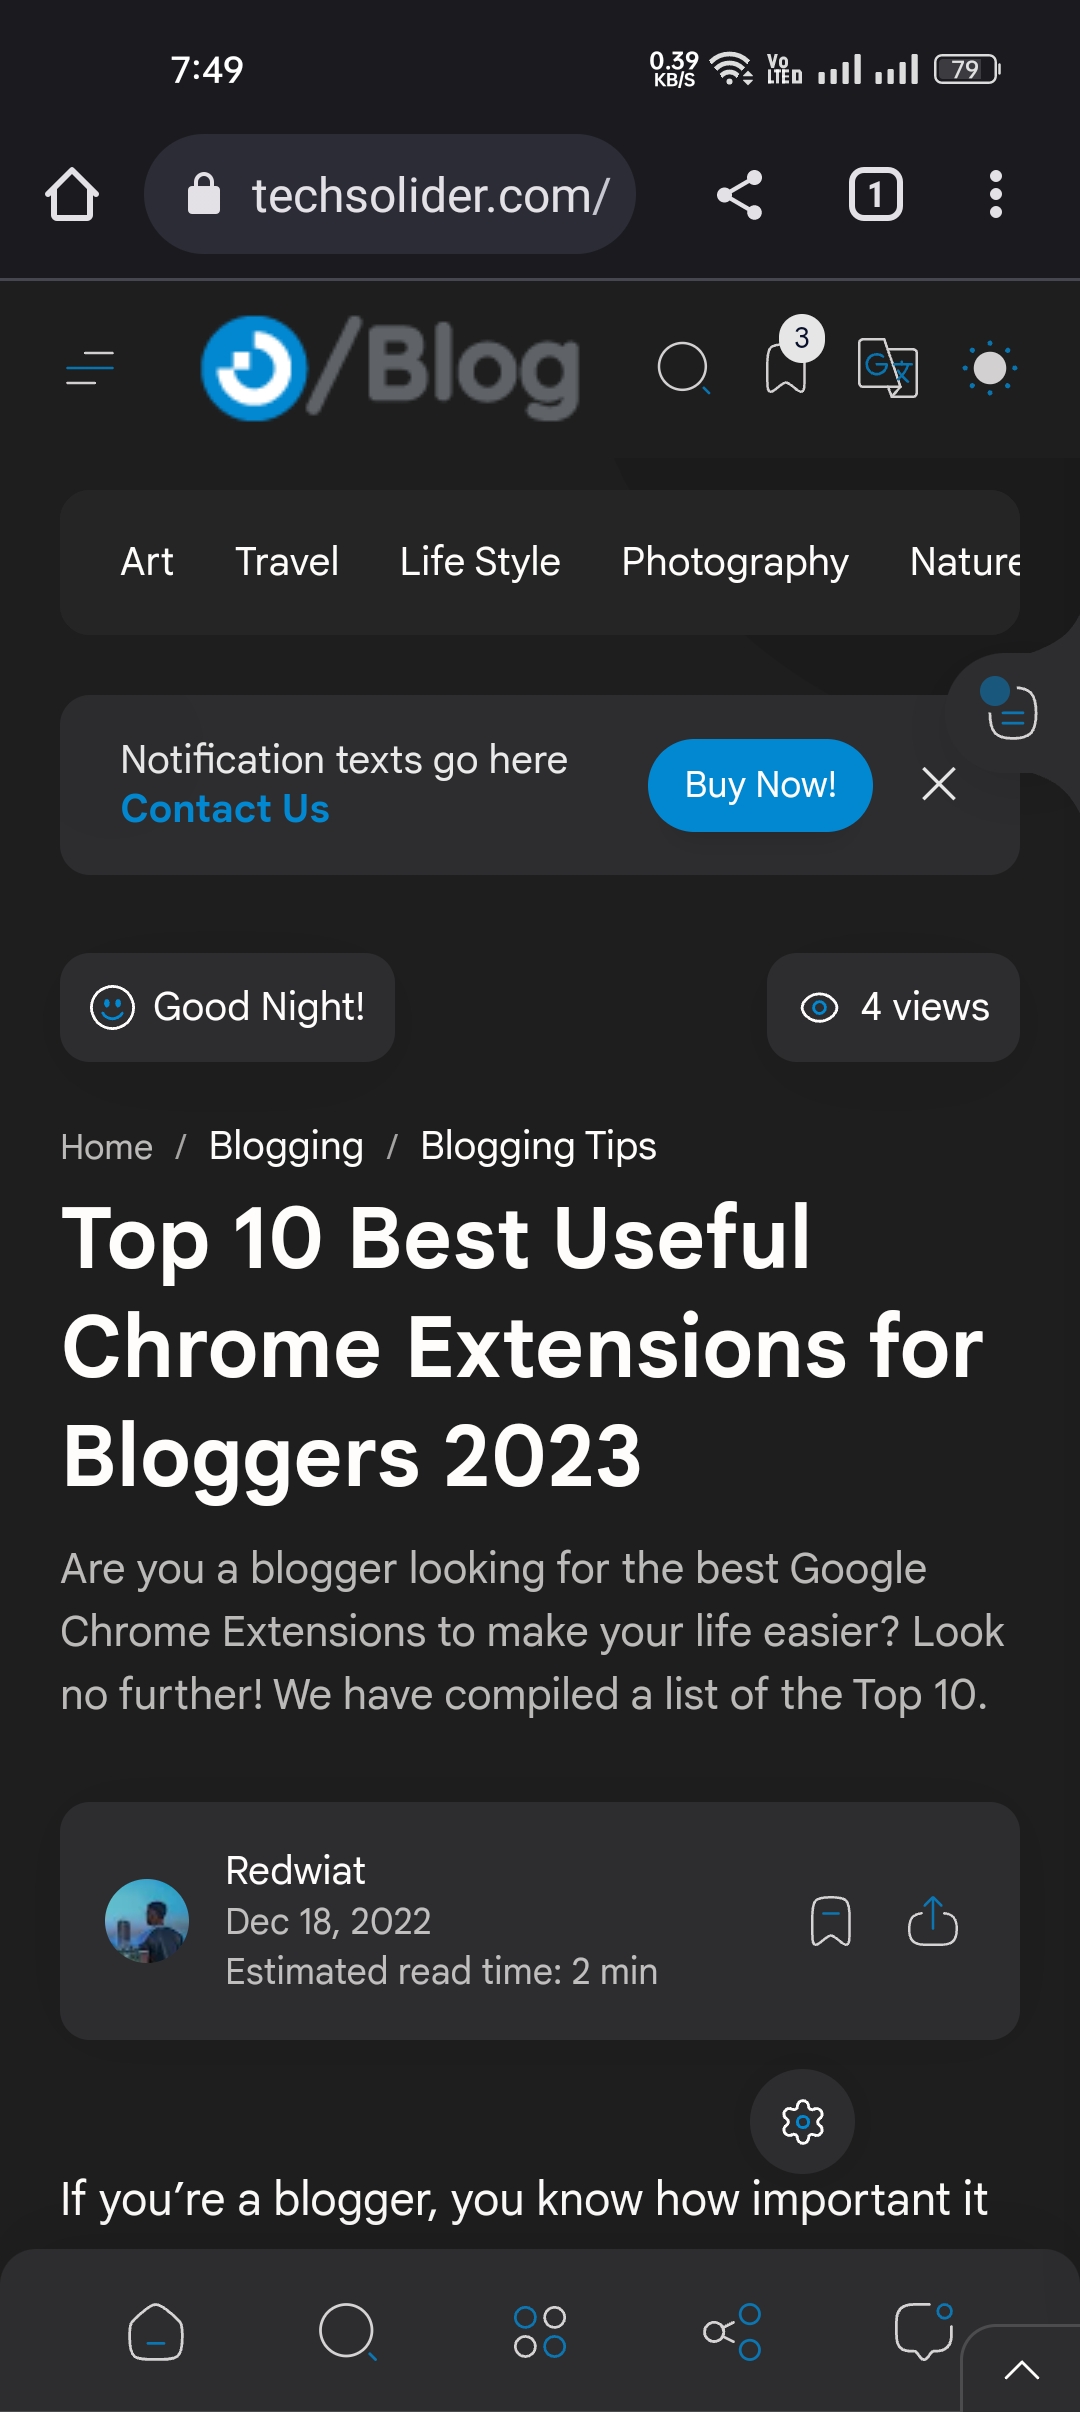 7:49
0.39
KB/S
Vo
LTED
79
techsolider.com/
1
/Blog
3
G
Art Travel Life Style Photography Nature
Notification texts go here
Contact Us
Buy Now!
Good Night!
4 views
Home / Blogging / Blogging Tips
Top 10 Best Useful
Chrome Extensions for
Bloggers 2023
Are you a blogger looking for the best Google
Chrome Extensions to make your life easier? Look
no further! We have compiled a list of the Top 10.
Redwiat
Dec 18, 2022
Estimated read time: 2 min
If you’re a blogger, you know how important it